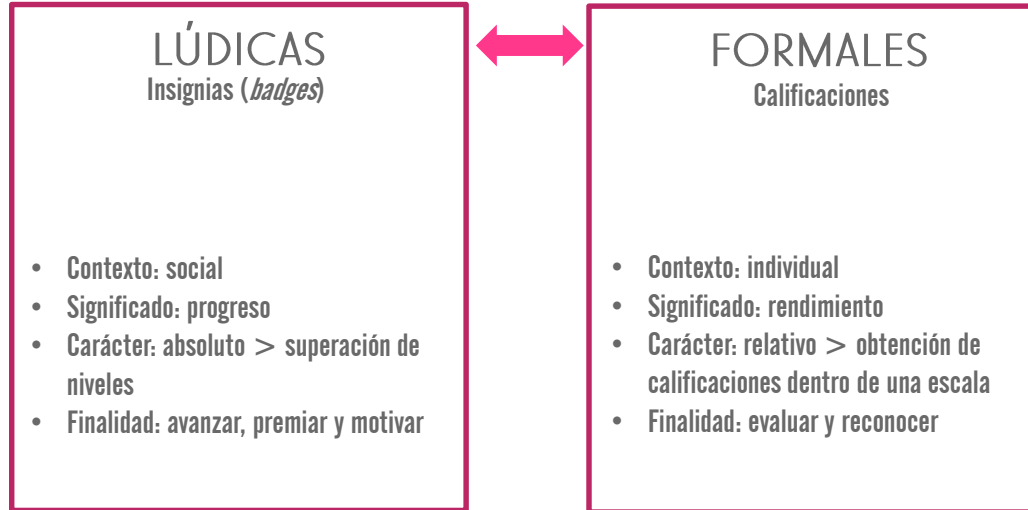 LÚDICAS
Insignias (badges)
• Contexto: social
• Significado: progreso
• Carácter: absoluto > superación de
niveles
• Finalidad: avanzar, premiar y motivar
FORMALES
Calificaciones
• Contexto: individual
• Significado: rendimiento
• Carácter: relativo > obtención de
calificaciones dentro de una escala
• Finalidad: evaluar y reconocer